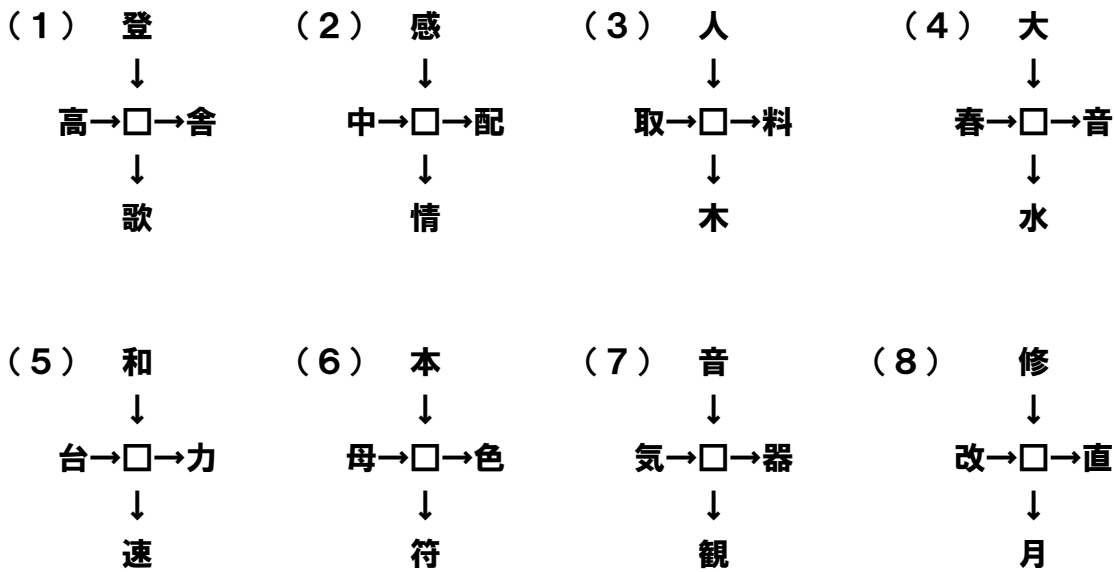 （１） 登 （２） 感 （３） 人 （４） 大
↓ ↓ ↓ ↓
高→□→舎 中→□→配 取→□→料 春→□→音
↓ ↓ ↓ ↓
歌 情 木 水
（５） 和 （６） 本 （７） 音 （８） 修
↓ ↓ ↓ ↓
台→□→力 母→□→色 気→□→器 改→□→直
↓ ↓ ↓ ↓
速 符 観 月